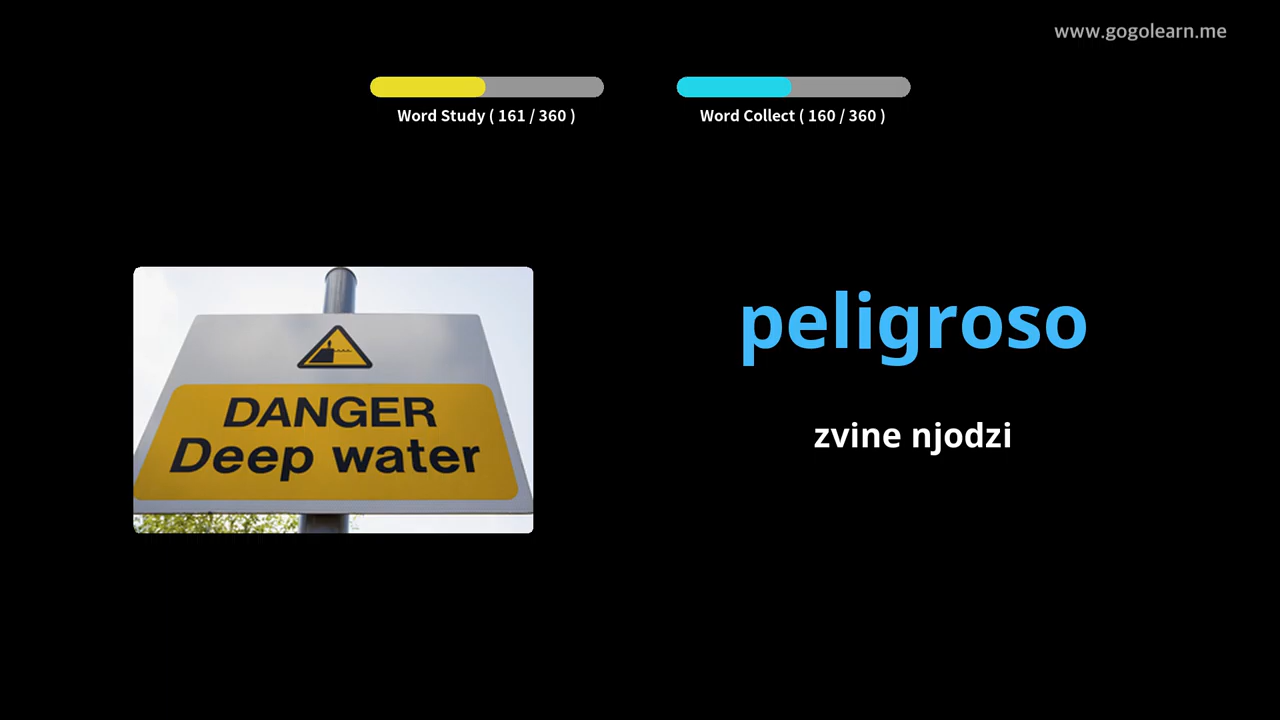 www.gogolearn.me
Word Study ( 161 / 360 )
Word Collect ( 160 / 360 )
DANGER
Deep water
peligroso
zvine njodzi